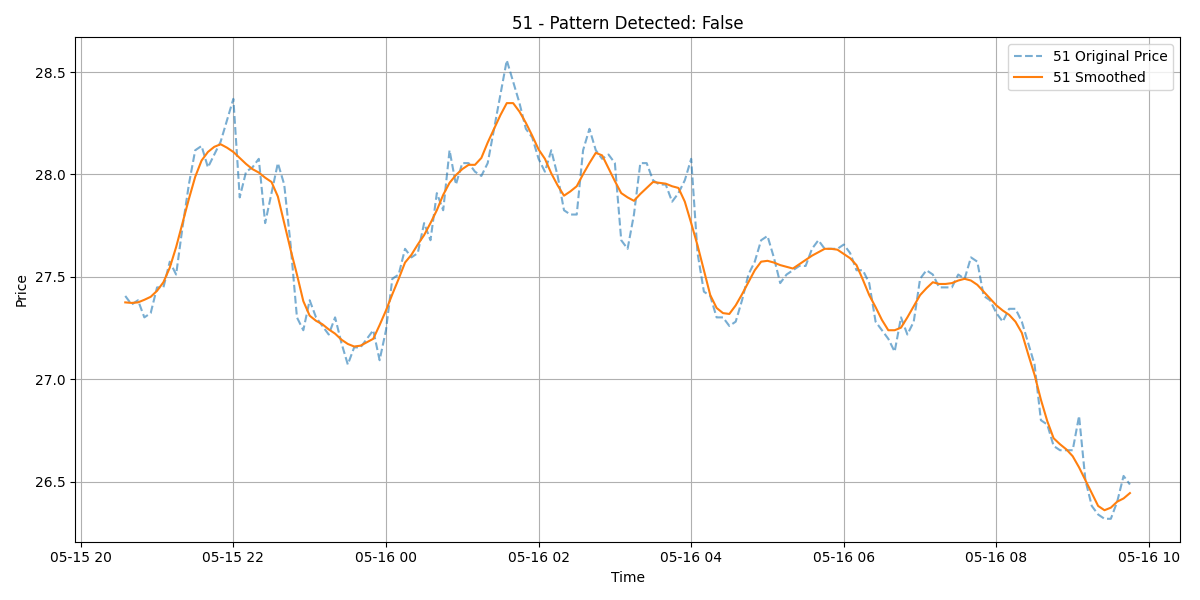 51 - Pattern Detected: False
51 Original Price
51 Smoothed
28.5
28.0
27.5
27.0
26.5
Price
05-15 20
05-15 22
05-16 00
05-16 02
05-16 04
05-16 06
05-16 08
05-16 10
Time